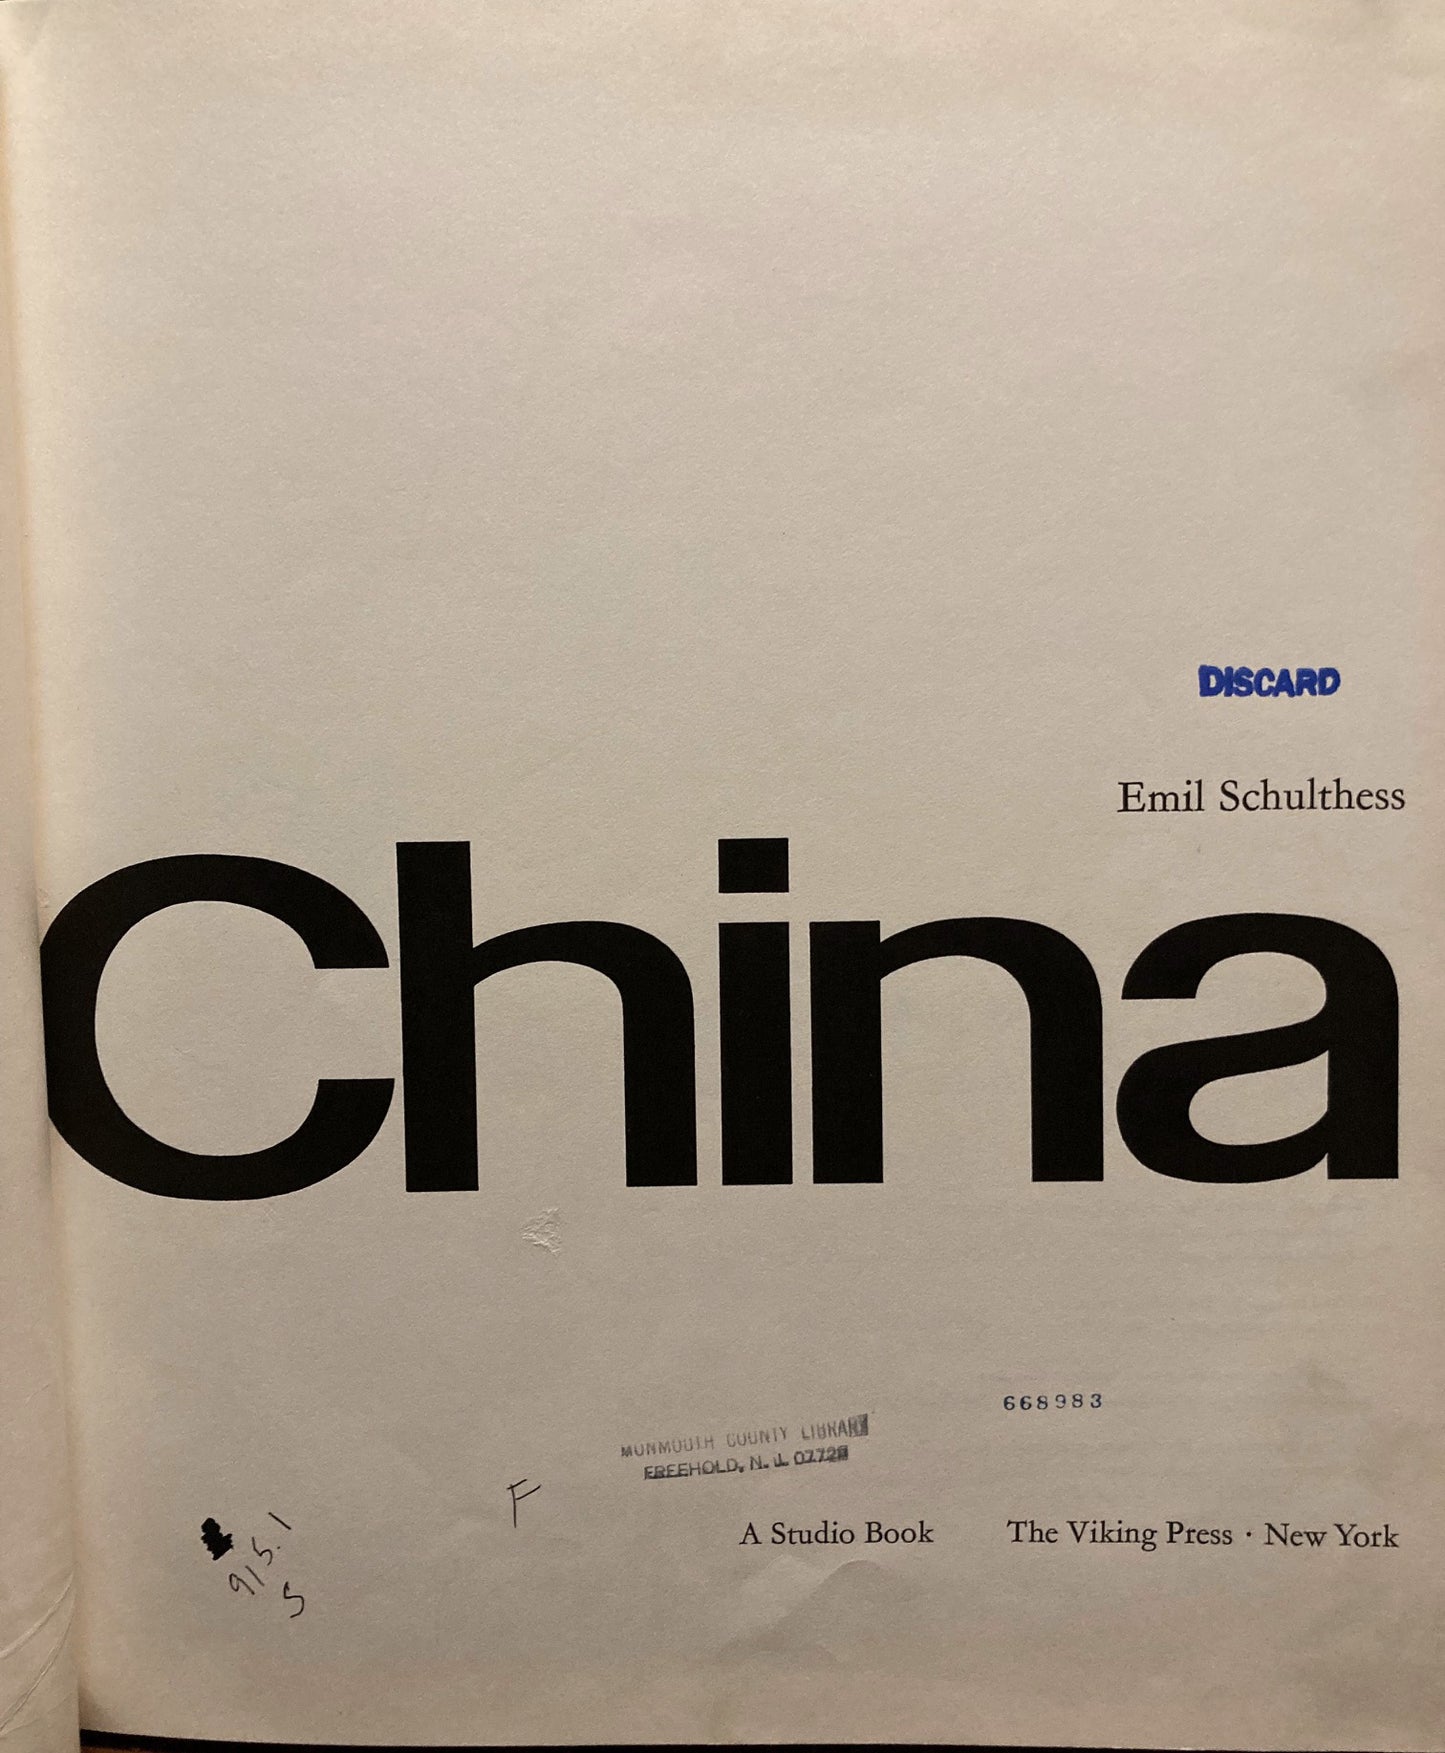 DISCARD
Emil Schulthess
China
668983
MONMOUTH COUNTY LIBRARY
FREEHOLD, N. J. 07728
F
915.1
S
A Studio Book The Viking Press · New York